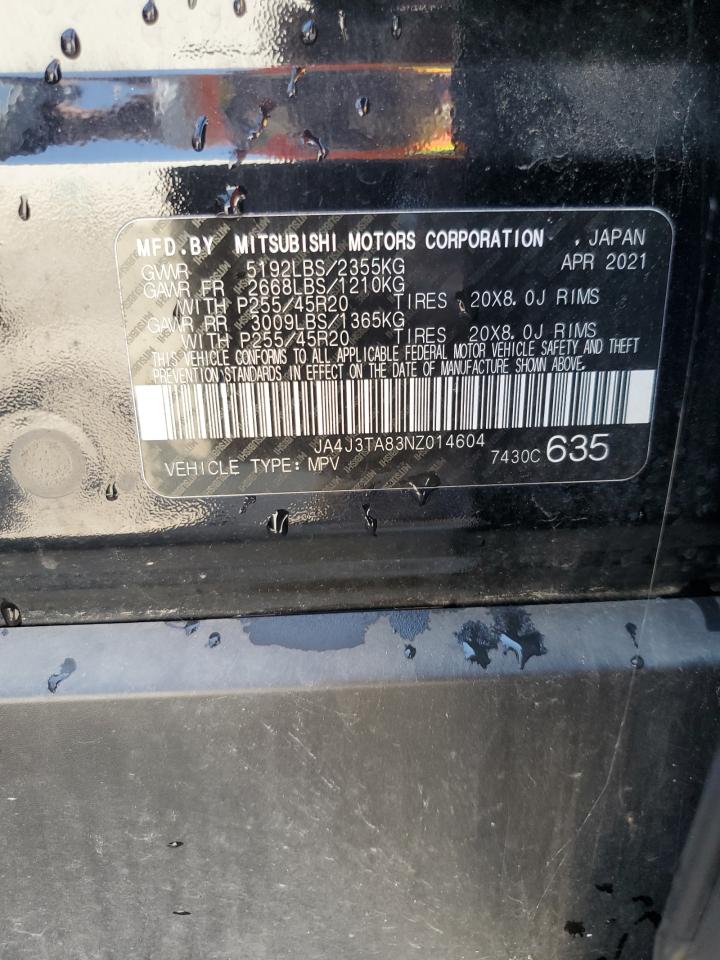 MFD.BY MITSUBISHI MOTORS CORPORATION , JAPAN
GVWR 5192LBS/2355KG APR 2021
GAWR FR 2668LBS/1210KG
WITH P255/45R20 TIRES 20X8.0J RIMS
GAWR RR 3009LBS/1365KG
WITH P255/45R20 TIRES 20X8.0J RIMS
THIS VEHICLE CONFORMS TO ALL APPLICABLE FEDERAL MOTOR VEHICLE SAFETY AND THEFT
PREVENTION STANDARDS IN EFFECT ON THE DATE OF MANUFACTURE SHOWN ABOVE.
JA4J3TA83NZ014604
VEHICLE TYPE: MPV 7430C 635